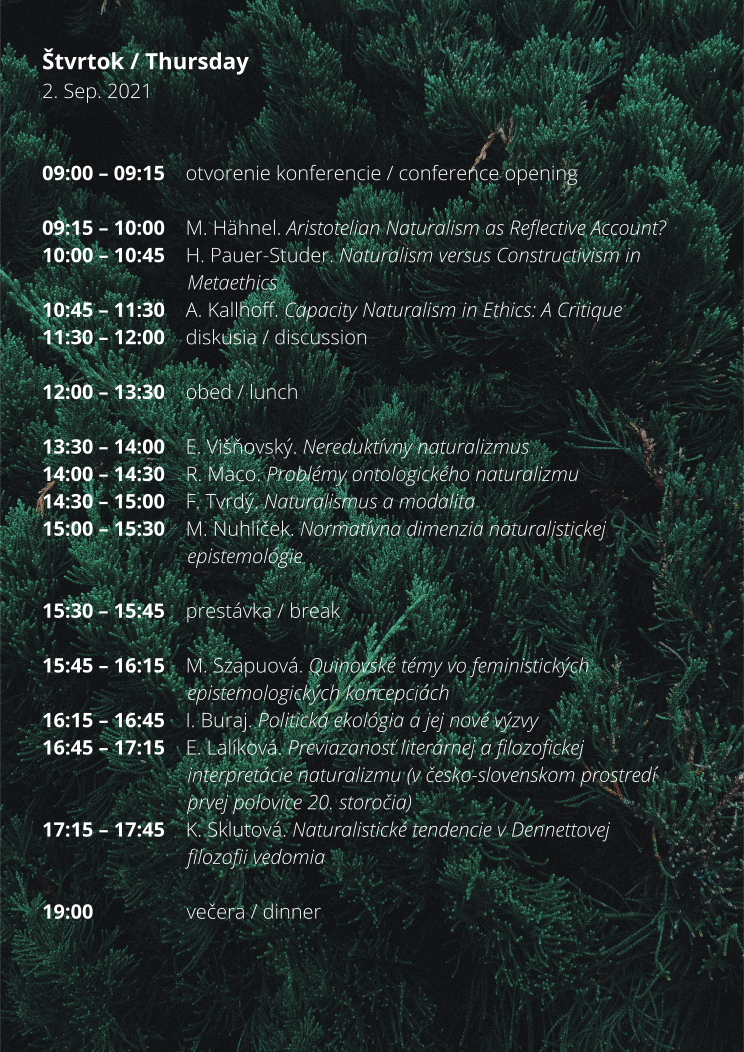 Štvrtok / Thursday
2. Sep. 2021
09:00 – 09:15 otvorenie konferencie / conference opening
09:15 – 10:00 M. Hähnel. Aristotelian Naturalism as Reflective Account?
10:00 – 10:45 H. Pauer-Studer. Naturalism versus Constructivism in
Metaethics
10:45 – 11:30 A. Kallhoff. Capacity Naturalism in Ethics: A Critique
11:30 – 12:00 diskusia / discussion
12:00 – 13:30 obed / lunch
13:30 – 14:00 E. Višňovský. Nereduktívny naturalizmus
14:00 – 14:30 R. Maco. Problémy ontologického naturalizmu
14:30 – 15:00 F. Tvrdý. Naturalismus a modalita
15:00 – 15:30 M. Nuhlíček. Normatívna dimenzia naturalistickej
epistemológie
15:30 – 15:45 prestávka / break
15:45 – 16:15 M. Szapuová. Quinovské témy vo feministických
epistemologických koncepciách
16:15 – 16:45 I. Buraj. Politická ekológia a jej nové výzvy
16:45 – 17:15 E. Lalíková. Previazanosť literárnej a filozofickej
interpretácie naturalizmu (v česko-slovenskom prostredí
prvej polovice 20. storočia)
17:15 – 17:45 K. Sklutová. Naturalistické tendencie v Dennettovej
filozofii vedomia
19:00 večera / dinner